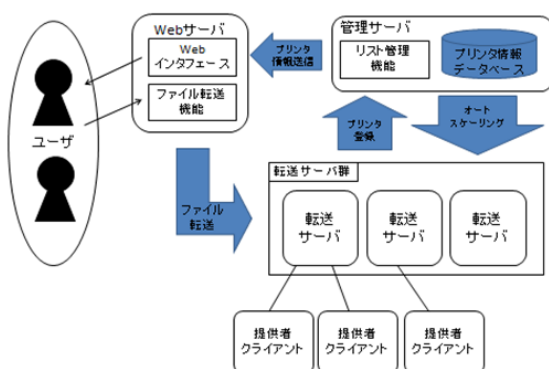 Webサーバ
Web
インタフェース
ファイル転送
機能
ユーザ
プリンタ
情報送信
管理サーバ
リスト管理
機能
プリンタ情報
データベース
プリンタ
登録
オート
スケーリング
ファイル
転送
転送サーバ群
転送
サーバ
転送
サーバ
転送
サーバ
提供者
クライアント
提供者
クライアント
提供者
クライアント